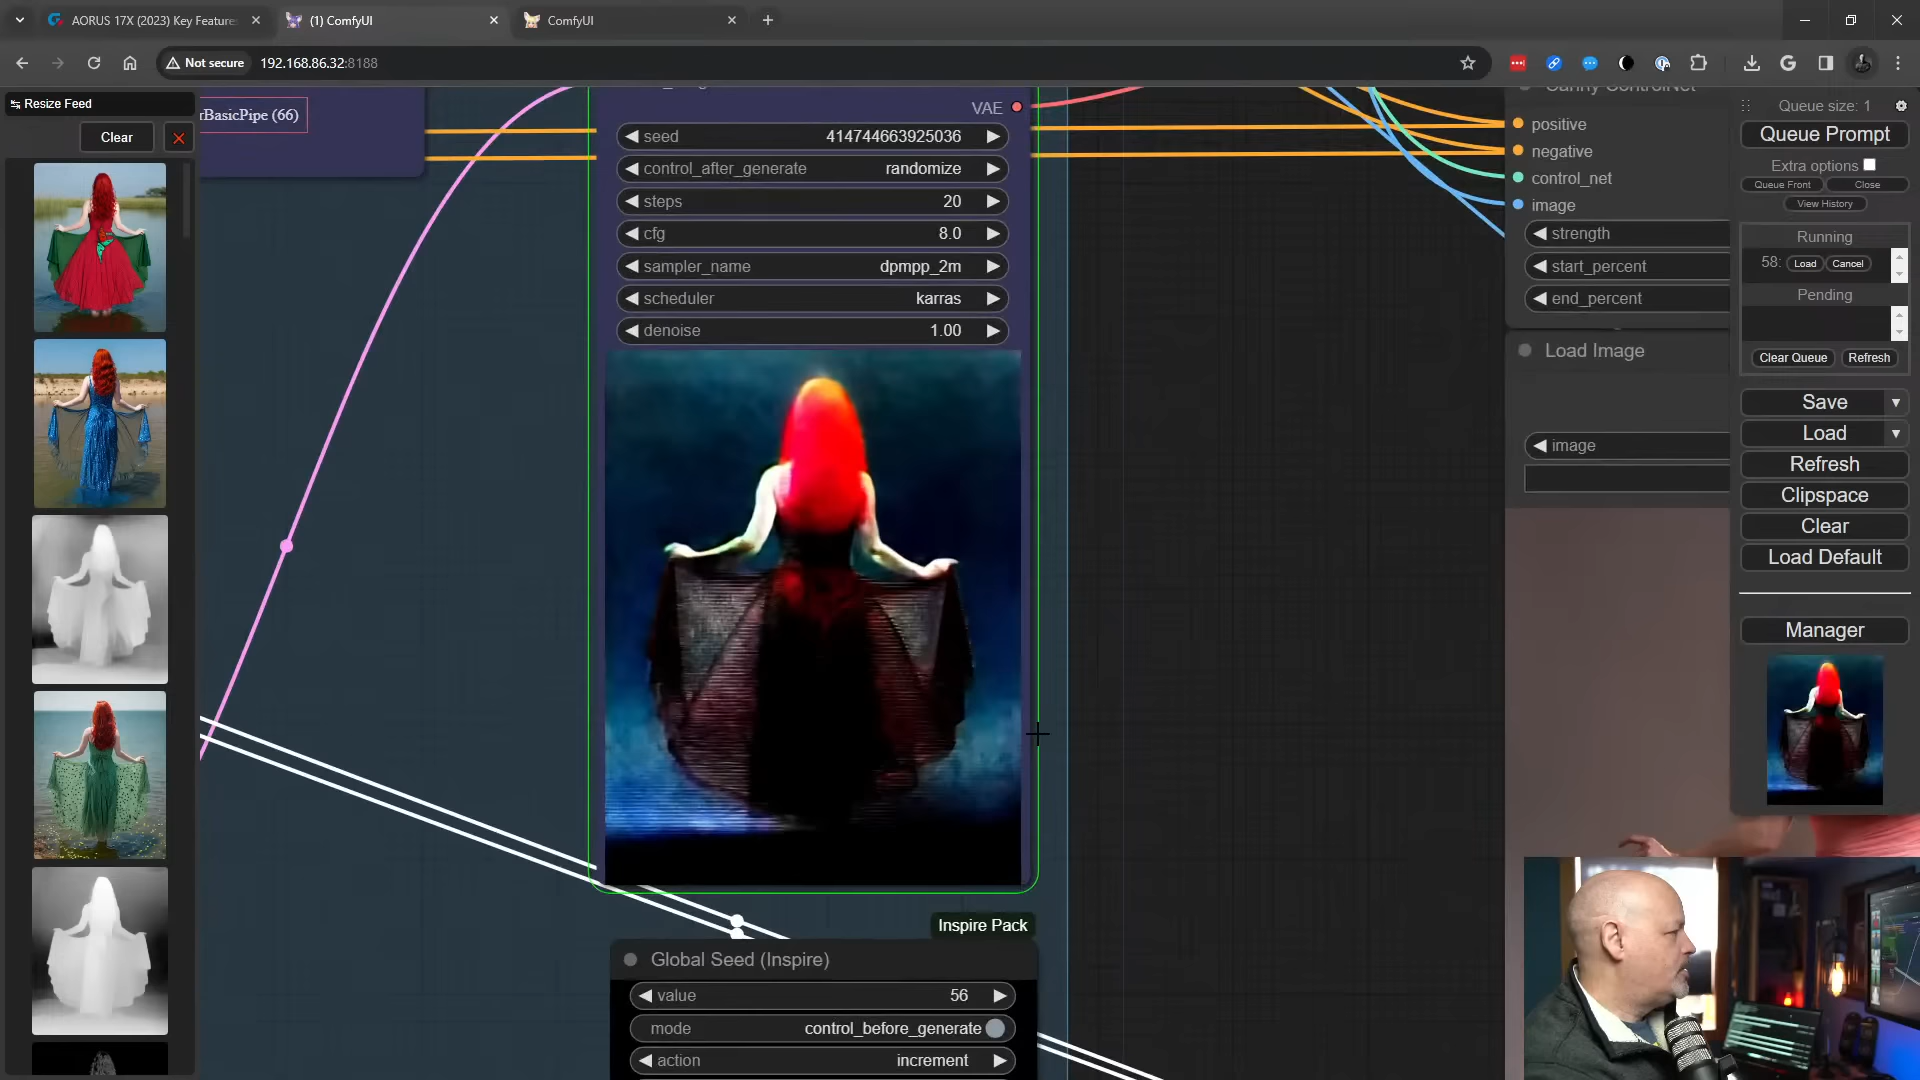 AORUS 17X (2023) Key Feature
(1) ComfyUI
ComfyUI
Not secure
192.168.86.32:8188
Resize Feed
Clear
rBasicPipe (66)
VAE
seed 414744663925036
control_after_generate randomize
steps 20
cfg 8.0
sampler_name dpmpp_2m
scheduler karras
denoise 1.00
Inspire Pack
Global Seed (Inspire)
value 56
mode control_before_generate
action increment
Canny ControlNet
positive
negative
control_net
image
strength
start_percent
end_percent
Load Image
image
Queue size: 1
Queue Prompt
Extra options
Queue Front Close
View History
Running
58: Load Cancel
Pending
Clear Queue Refresh
Save
Load
Refresh
Clipspace
Clear
Load Default
Manager